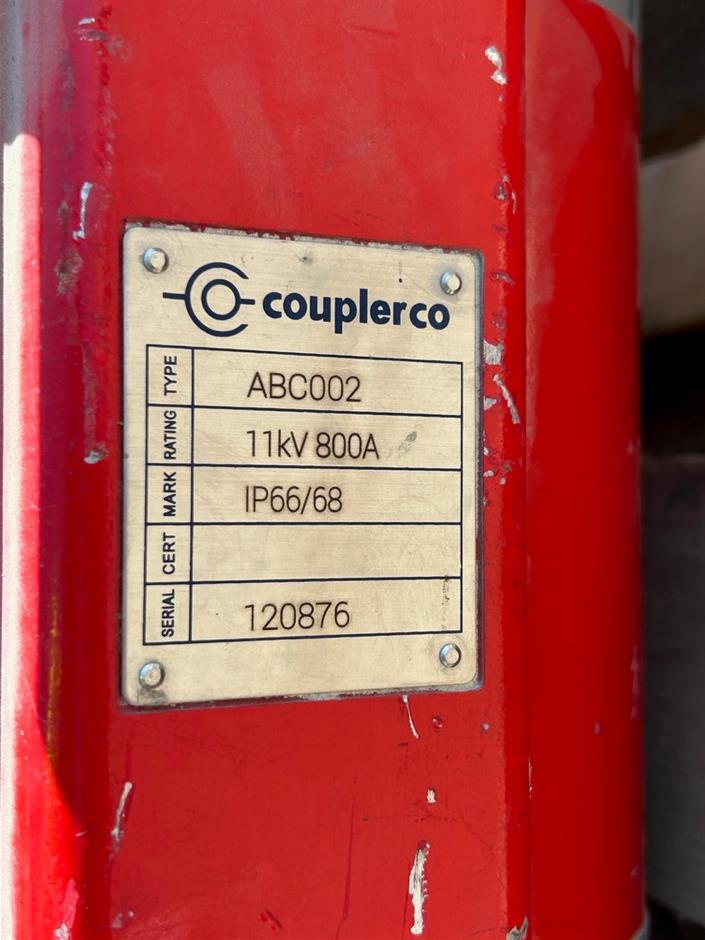 couplerco
TYPE ABC002
RATING 11kV 800A
MARK IP66/68
CERT
SERIAL 120876